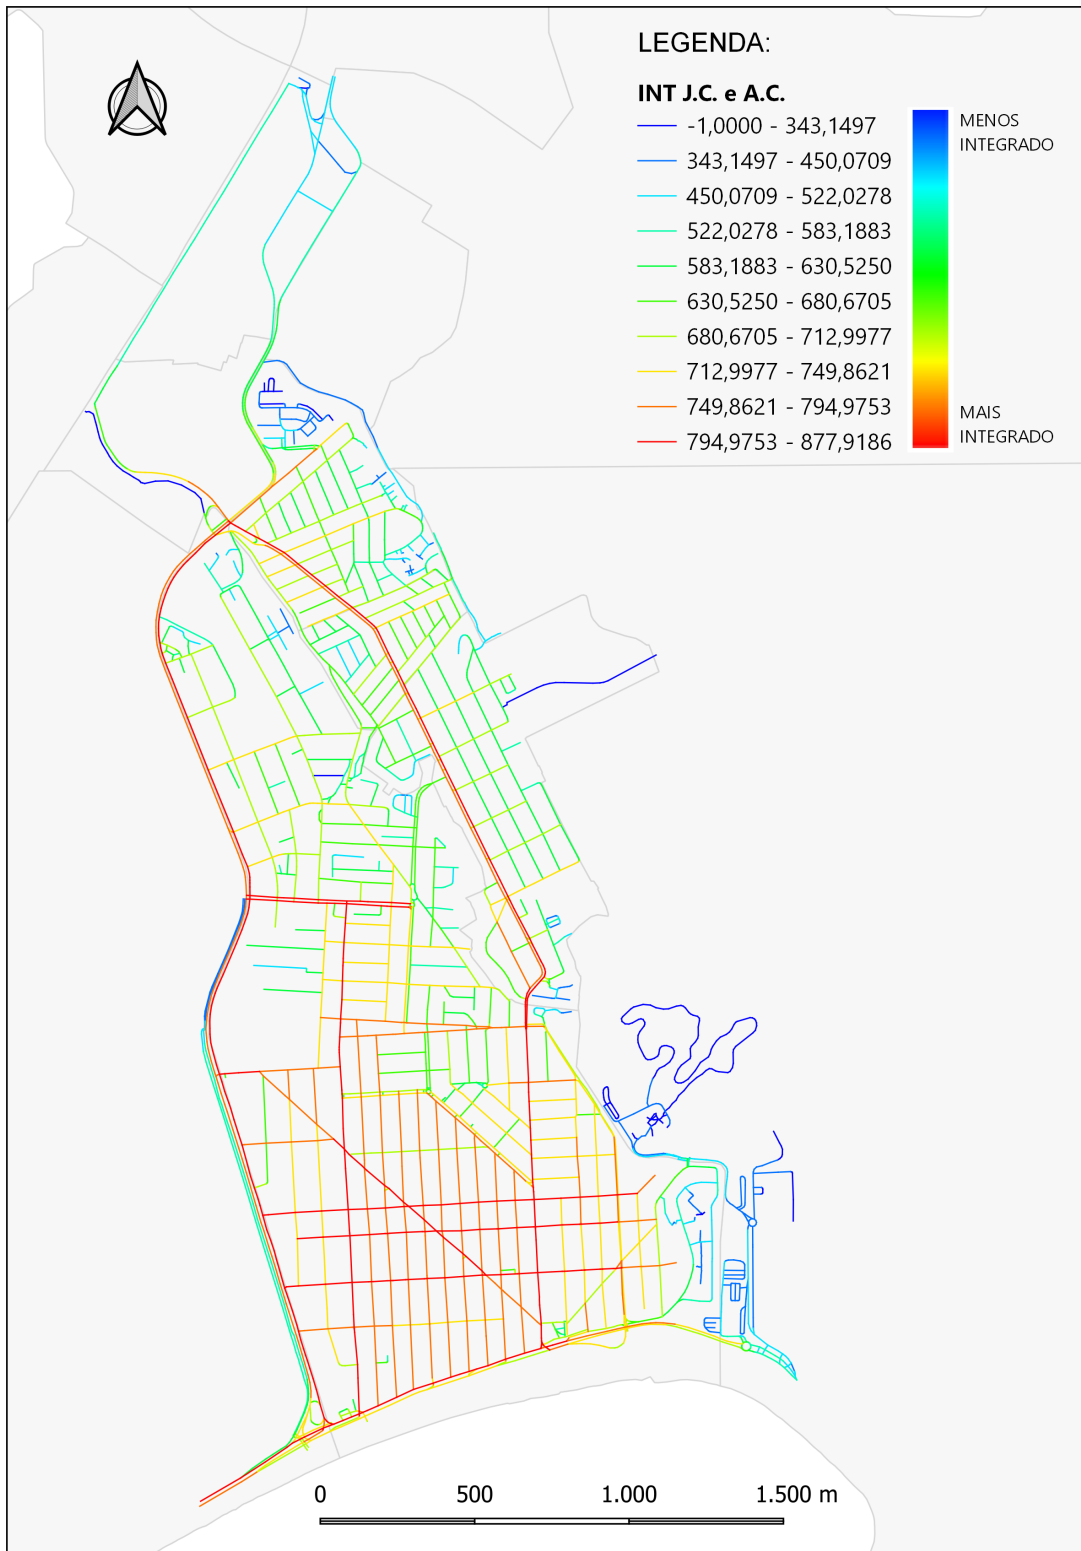 LEGENDA:
INT J.C. e A.C.
-1,0000 - 343,1497
343,1497 - 450,0709
450,0709 - 522,0278
522,0278 - 583,1883
583,1883 - 630,5250
630,5250 - 680,6705
680,6705 - 712,9977
712,9977 - 749,8621
749,8621 - 794,9753
794,9753 - 877,9186
MENOS
INTEGRADO
MAIS
INTEGRADO
0 500 1.000 1.500 m